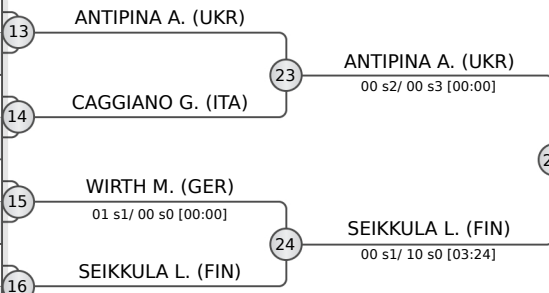 ANTIPINA A. (UKR)
13
23
ANTIPINA A. (UKR)
00 s2/ 00 s3 [00:00]
CAGGIANO G. (ITA)
14
WIRTH M. (GER)
15
01 s1/ 00 s0 [00:00]
24
SEIKKULA L. (FIN)
00 s1/ 10 s0 [03:24]
SEIKKULA L. (FIN)
16